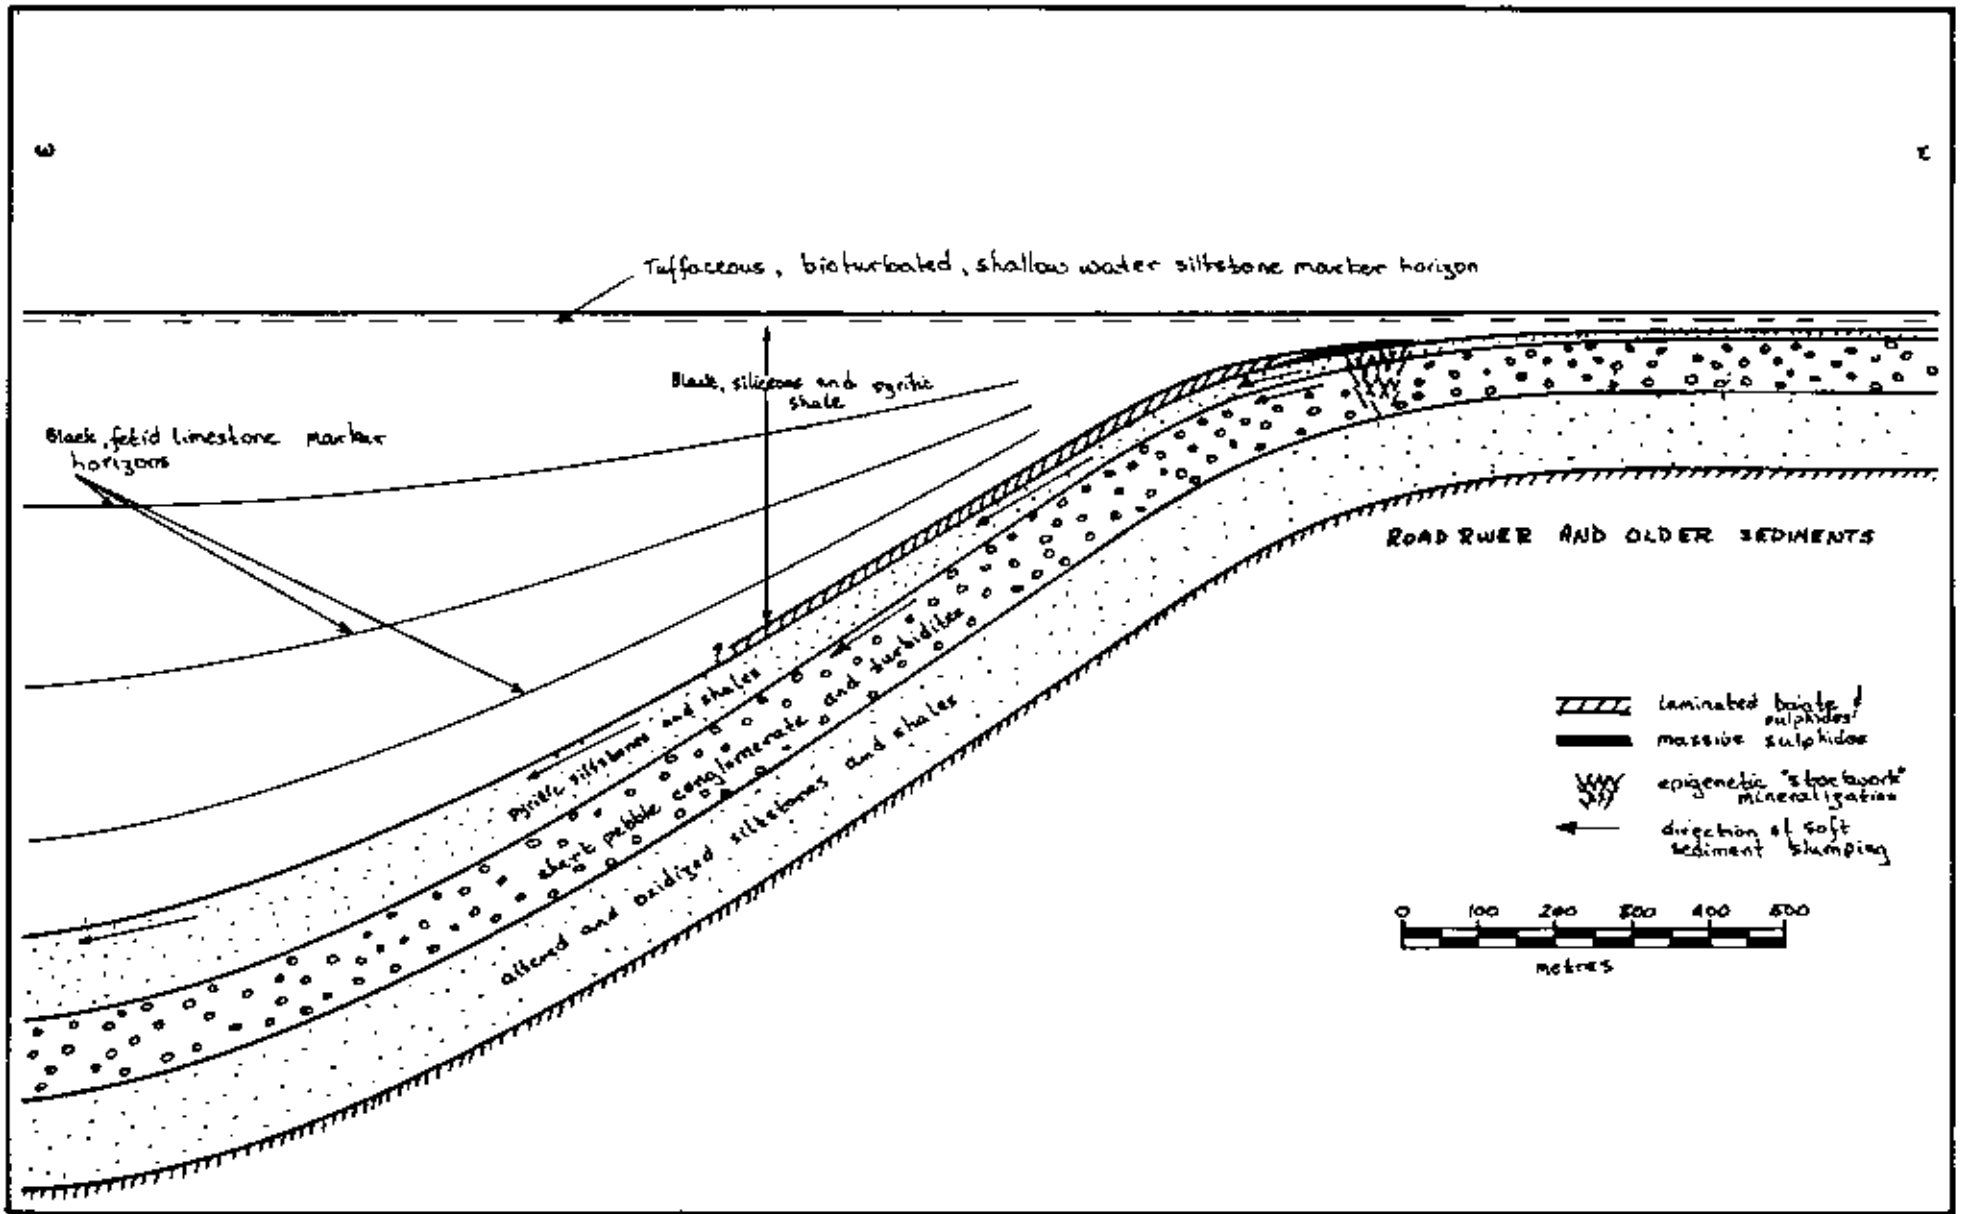 W
E
Tuffaceous, bioturbated, shallow water siltstone marker horizon
Black, siliceous and pyritic
shale
Black, fetid limestone marker
horizons
ROAD RIVER AND OLDER SEDIMENTS
?
pyritic siltstones and shales
chert pebble conglomerate and turbidites
altered and oxidized siltstones and shales
laminated barite &
sulphides
massive sulphides
epigenetic "stockwork"
mineralization
direction of soft
sediment slumping
0 100 200 300 400 500
metres